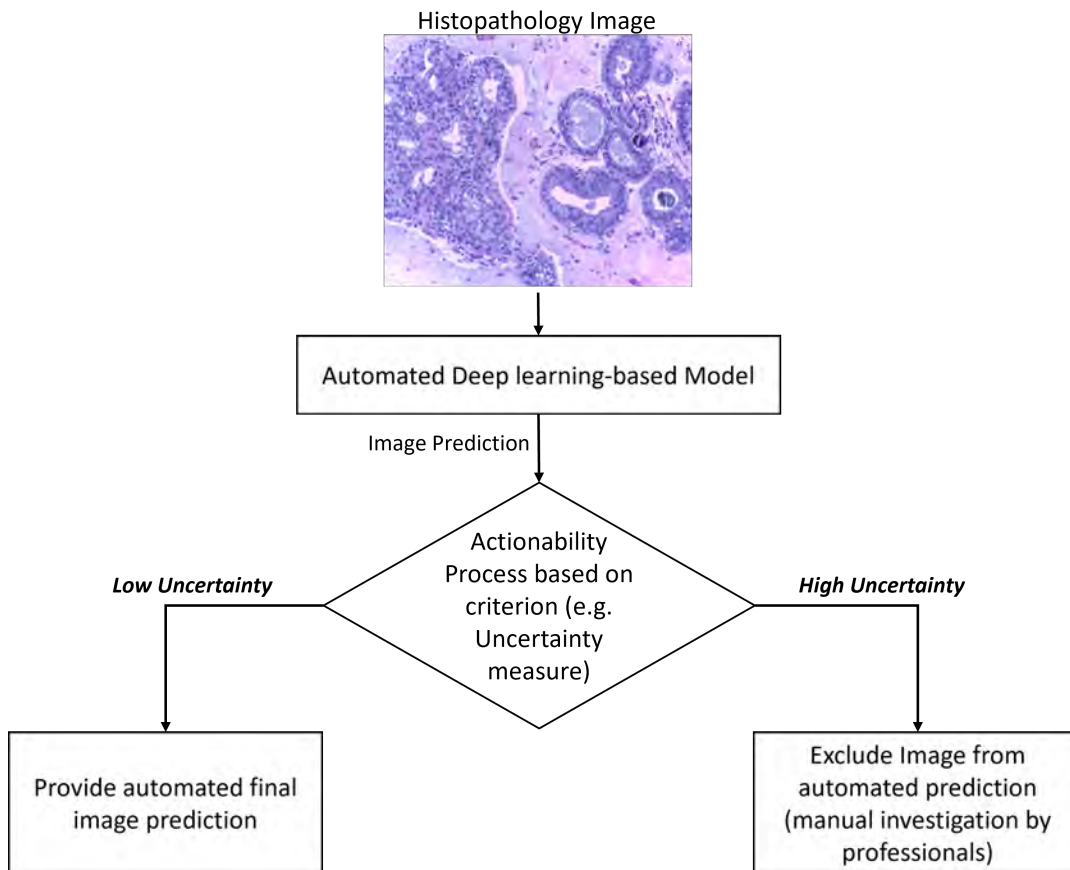 Histopathology Image
Automated Deep learning-based Model
Image Prediction
Actionability
Process based on
criterion (e.g.
Uncertainty
measure)
Low Uncertainty
High Uncertainty
Provide automated final
image prediction
Exclude Image from
automated prediction
(manual investigation by
professionals)